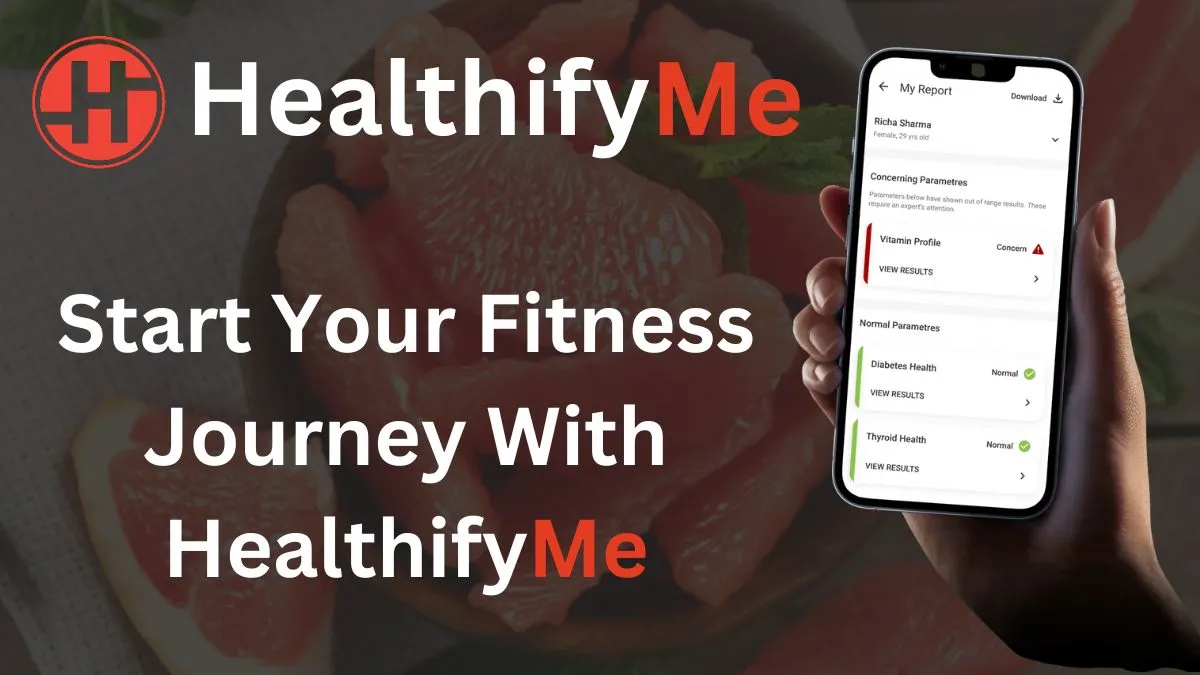 HealthifyMe
Start Your Fitness
Journey With
HealthifyMe
My Report
Download
Richa Sharma
Female, 29 yrs old
Concerning Parametres
Parameters below have shown out of range results. These
require an expert's attention.
Vitamin Profile
Concern
VIEW RESULTS
Normal Parametres
Diabetes Health
Normal
VIEW RESULTS
Thyroid Health
Normal
VIEW RESULTS